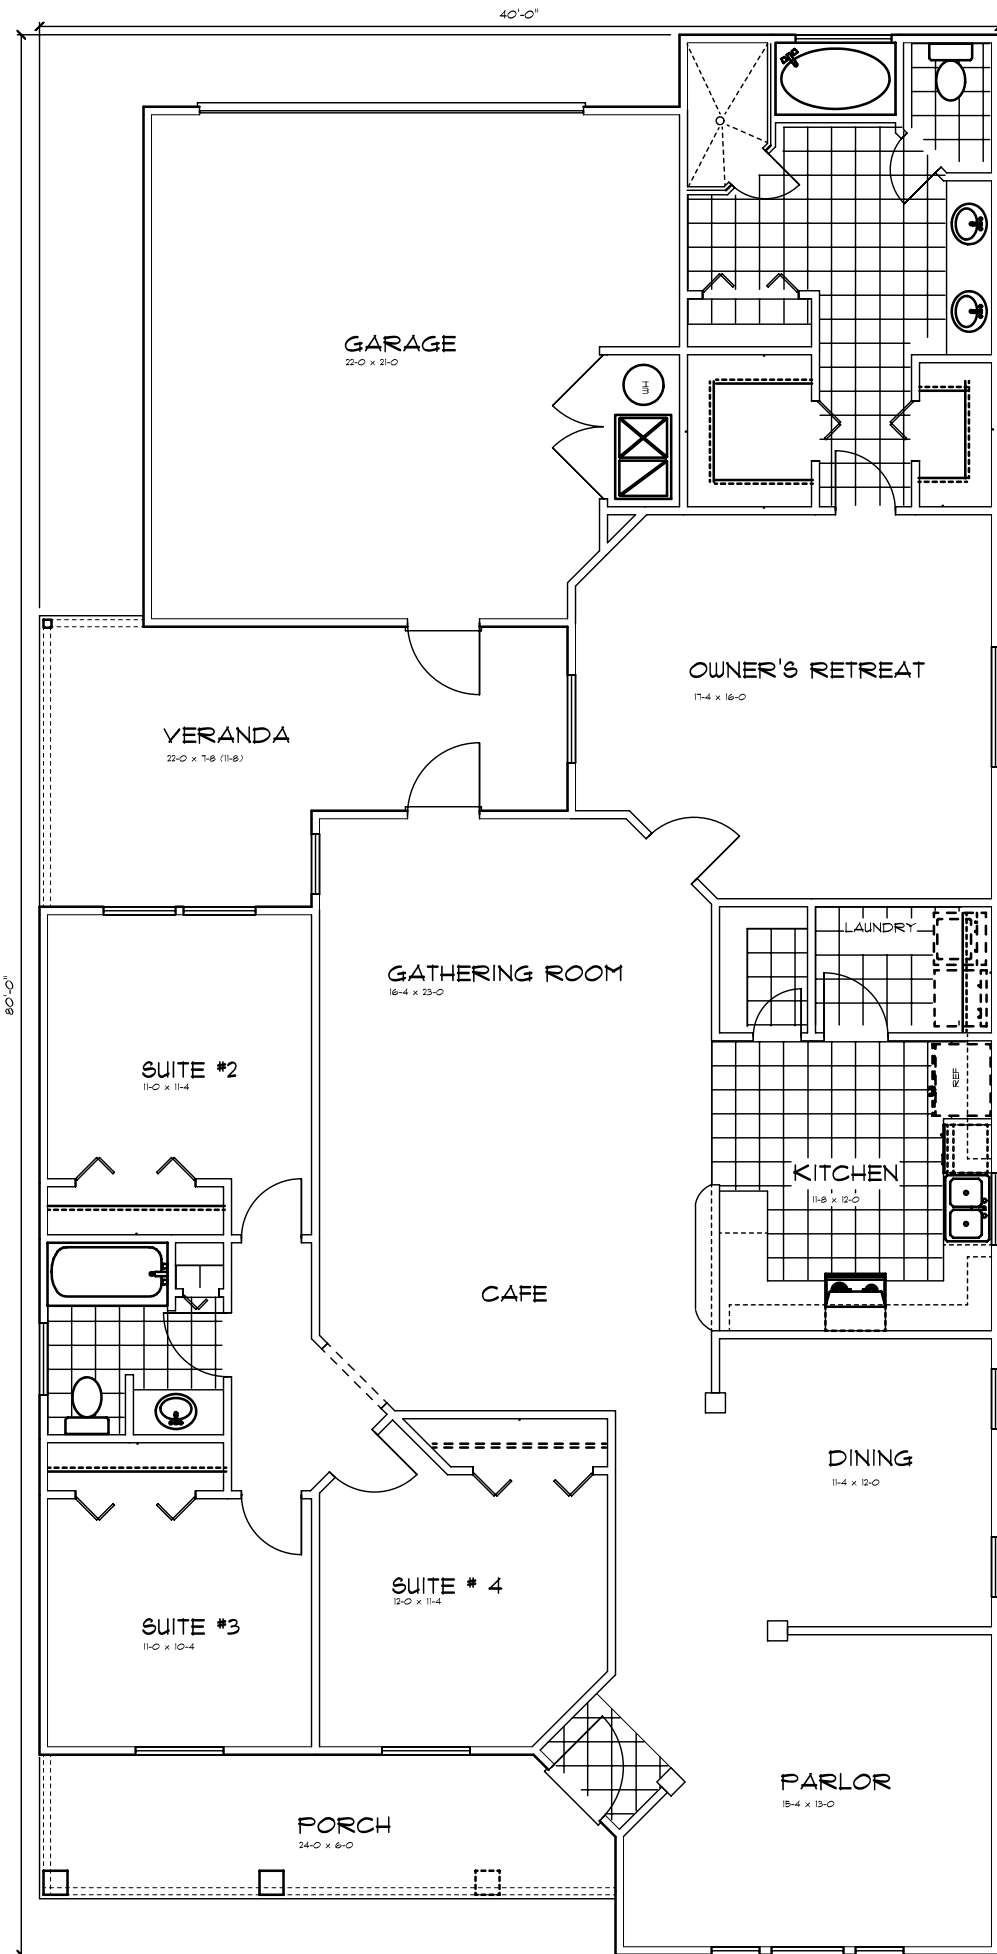 40'-0"
GARAGE
22-0 x 21-0
HW
OWNER'S RETREAT
17-4 x 16-0
VERANDA
22-0 x 7-8 (11-8)
LAUNDRY
GATHERING ROOM
16-4 x 23-0
80'-0"
SUITE #2
11-0 x 11-4
REF
KITCHEN
11-8 x 12-0
CAFE
DINING
11-4 x 12-0
SUITE # 4
12-0 x 11-4
SUITE #3
11-0 x 10-4
PARLOR
15-4 x 13-0
PORCH
24-0 x 6-0